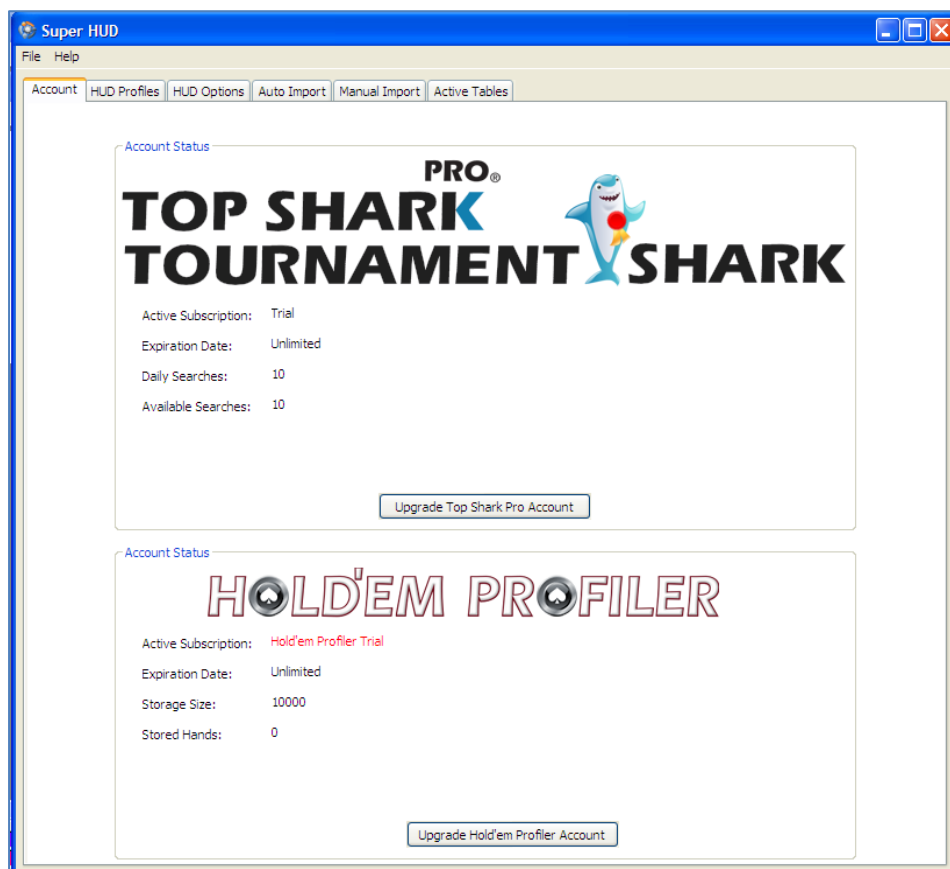 Super HUD
File Help
Account HUD Profiles HUD Options Auto Import Manual Import Active Tables
Account Status
PRO®
TOP SHARK
TOURNAMENT SHARK
Active Subscription: Trial
Expiration Date: Unlimited
Daily Searches: 10
Available Searches: 10
Upgrade Top Shark Pro Account
Account Status
HOLD'EM PROFILER
Active Subscription: Hold'em Profiler Trial
Expiration Date: Unlimited
Storage Size: 10000
Stored Hands: 0
Upgrade Hold'em Profiler Account